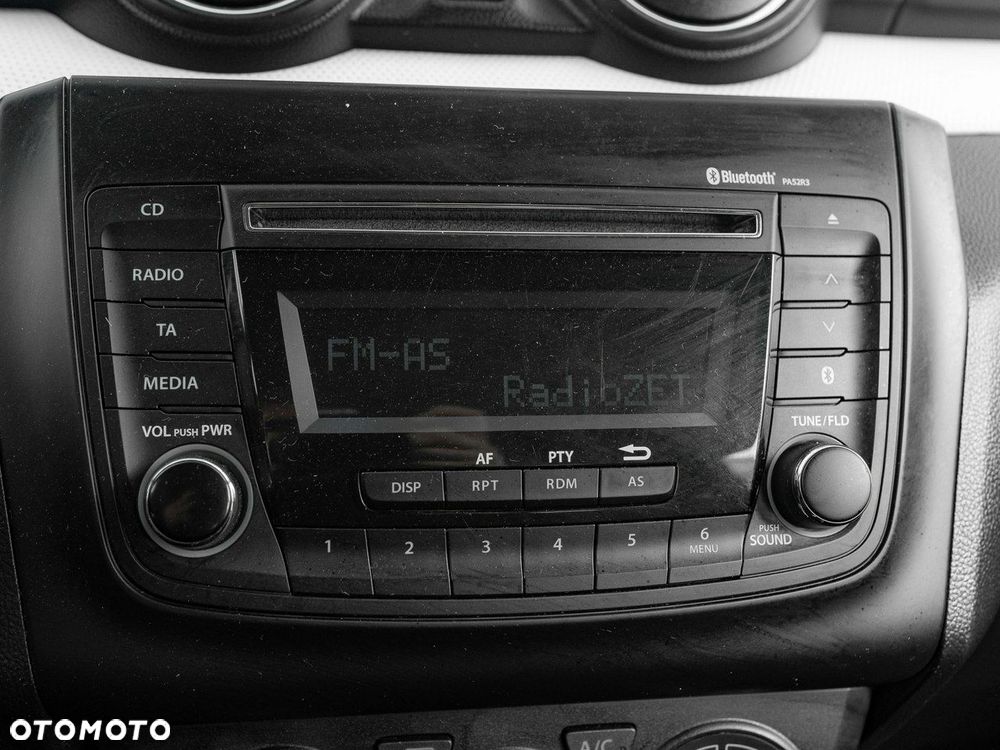 Bluetooth PA52R3
CD
RADIO
TA
MEDIA
VOL PUSH PWR
FM-AS
RadioZET
AF PTY
DISP RPT RDM AS
1 2 3 4 5 6
MENU
TUNE/FLD
PUSH
SOUND
A/C
OTOMOTO